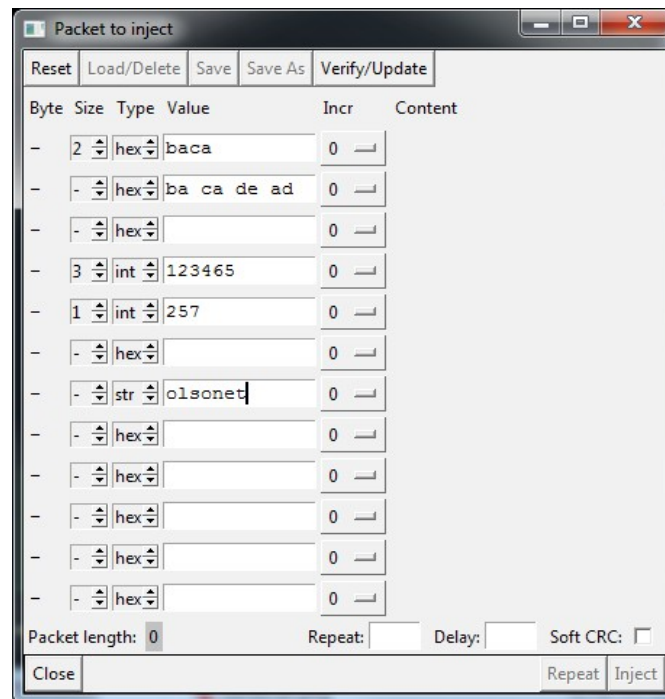 Packet to inject
Reset Load/Delete Save Save As Verify/Update
Byte Size Type Value Incr Content
– 2 hex baca 0
– - hex ba ca de ad 0
– - hex 0
– 3 int 123465 0
– 1 int 257 0
– - hex 0
– - str olsonet 0
– - hex 0
– - hex 0
– - hex 0
– - hex 0
– - hex 0
Packet length: 0 Repeat: Delay: Soft CRC:
Close Repeat Inject